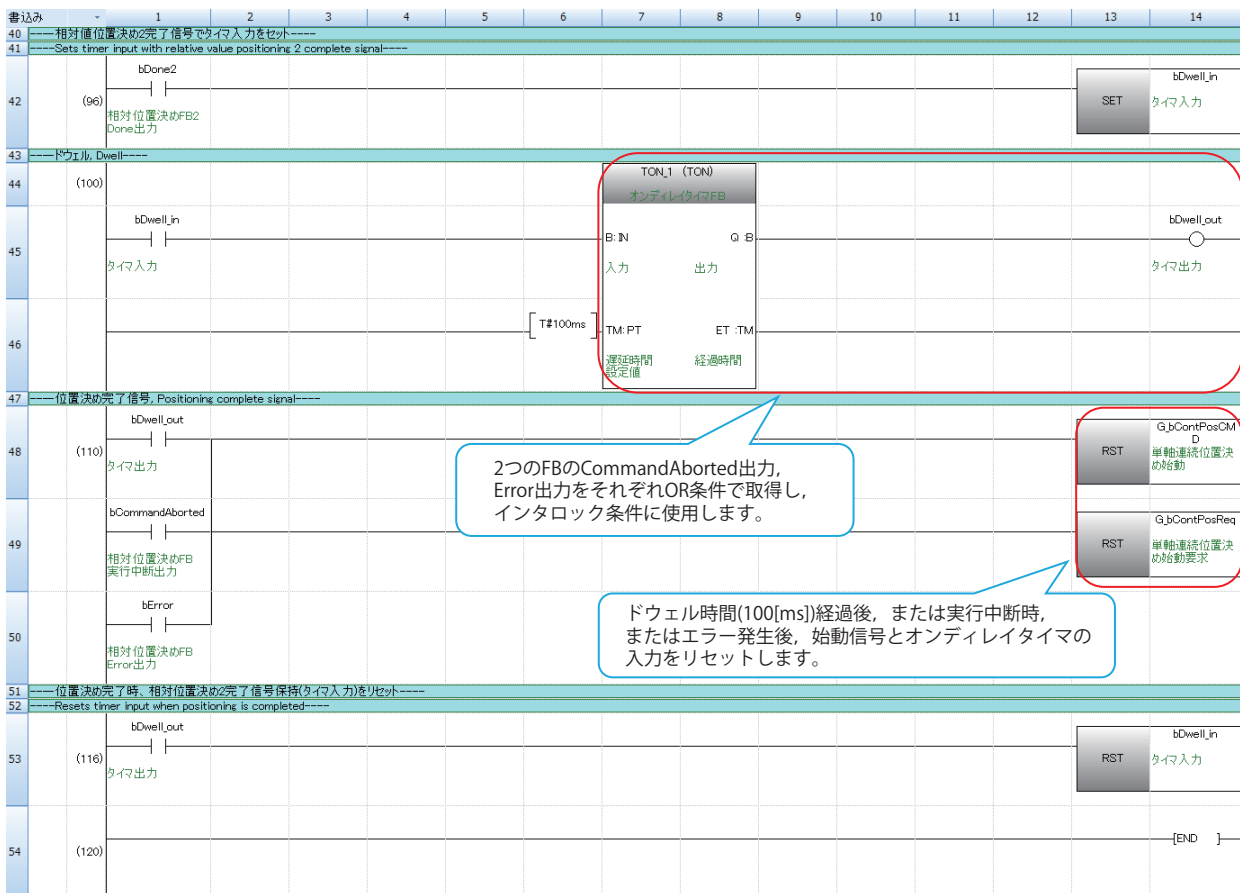 書込み 1 2 3 4 5 6 7 8 9 10 11 12 13 14
40 ----相対値位置決め2完了信号でタイマ入力をセット----
41 ----Sets timer input with relative value positioning 2 complete signal----
bDone2
bDwell_in
42 (96)
SET
タイマ入力
相対位置決めFB2
Done出力
43 ----ドウェル, Dwell----
44 (100)
TON_1 (TON)
オンディレイタイマFB
bDwell_in
bDwell_out
45
B: IN Q :B
タイマ入力
入力 出力
タイマ出力
46
T#100ms
TM: PT ET :TM
遅延時間
設定値
経過時間
47 ----位置決め完了信号, Positioning complete signal----
bDwell_out
G_bContPosCM
D
48 (110)
RST
単軸連続位置決
め始動
タイマ出力
2つのFBのCommandAborted出力,
Error出力をそれぞれOR条件で取得し,
インタロック条件に使用します。
bCommandAborted
G_bContPosReq
49
RST
単軸連続位置決
め始動要求
相対位置決めFB
実行中断出力
bError
50
相対位置決めFB
Error出力
ドウェル時間(100[ms])経過後，または実行中断時,
またはエラー発生後，始動信号とオンディレイタイマの
入力をリセットします。
51 ----位置決め完了時、相対位置決め2完了信号保持(タイマ入力)をリセット----
52 ----Resets timer input when positioning is completed----
bDwell_out
bDwell_in
53 (116)
RST
タイマ入力
タイマ出力
54 (120)
[END ]